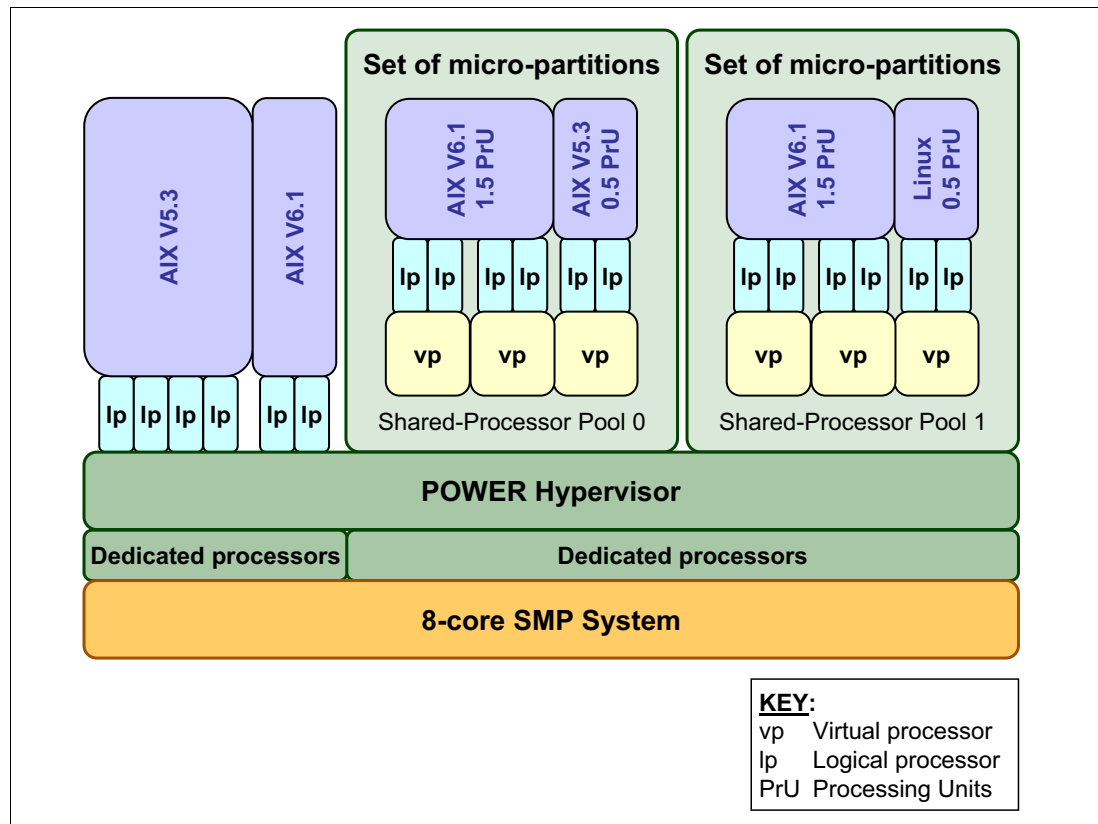 Set of micro-partitions
Set of micro-partitions
AIX V5.3
AIX V6.1
AIX V6.1
1.5 PrU
AIX V5.3
0.5 PrU
AIX V6.1
1.5 PrU
Linux
0.5 PrU
lp lp lp lp lp lp
lp lp lp lp lp lp
vp vp vp
vp vp vp
Shared-Processor Pool 0
Shared-Processor Pool 1
lp lp lp lp lp lp
POWER Hypervisor
Dedicated processors
Dedicated processors
8-core SMP System
KEY:
vp Virtual processor
lp Logical processor
PrU Processing Units